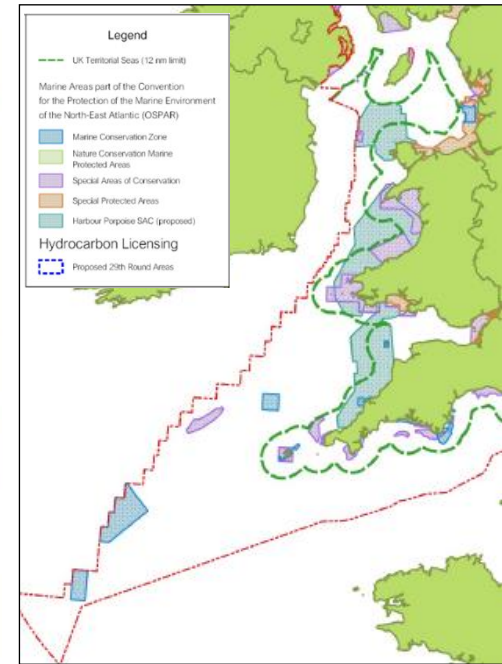 Legend
UK Territorial Seas (12 nm limit)
Marine Areas part of the Convention
for the Protection of the Marine Environment
of the North-East Atlantic (OSPAR)
Marine Conservation Zone
Nature Conservation Marine
Protected Areas
Special Areas of Conservation
Special Protected Areas
Harbour Porpoise SAC (proposed)
Hydrocarbon Licensing
Proposed 29th Round Areas